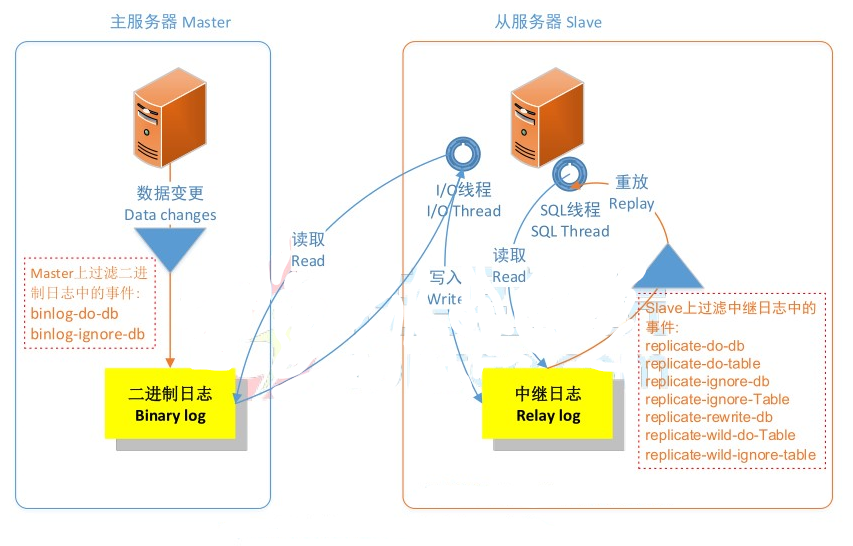 主服务器 Master
从服务器 Slave
数据变更
Data changes
Master上过滤二进
制日志中的事件:
binlog-do-db
binlog-ignore-db
二进制日志
Binary log
读取
Read
I/O线程
I/O Thread
写入
Write
SQL线程
SQL Thread
读取
Read
重放
Replay
中继日志
Relay log
Slave上过滤中继日志中的
事件:
replicate-do-db
replicate-do-table
replicate-ignore-db
replicate-ignore-Table
replicate-rewrite-db
replicate-wild-do-Table
replicate-wild-ignore-table